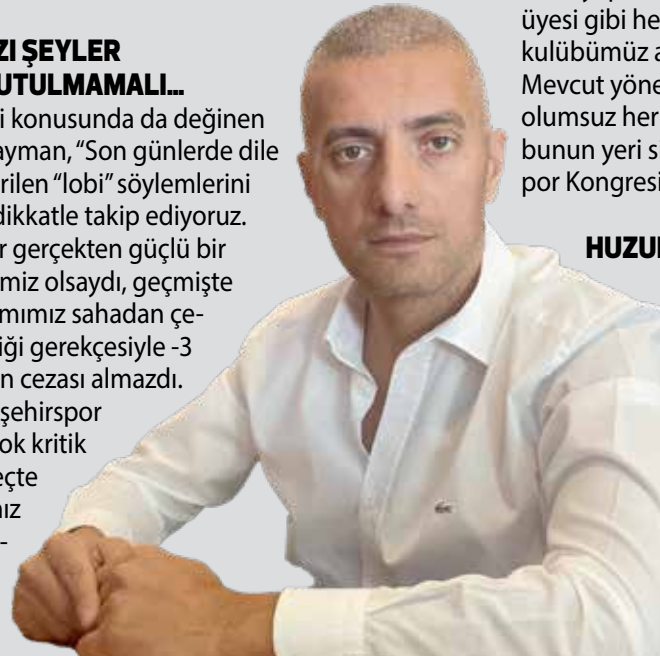 ZI ŞEYLER
UTULMAMALI...
i konusunda da değinen
ayman, “Son günlerde dile
rilen “lobi” söylemlerini
dikkatle takip ediyoruz.
r gerçekten güçlü bir
miz olsaydı, geçmişte
mımız sahadan çe-
iği gerekçesiyle -3
n cezası almazdı.
şehirspor
ok kritik
eçte
ız
-
üyesi gibi he
kulübümüz a
Mevcut yöne
olumsuz her
bunun yeri s
por Kongresi
HUZU